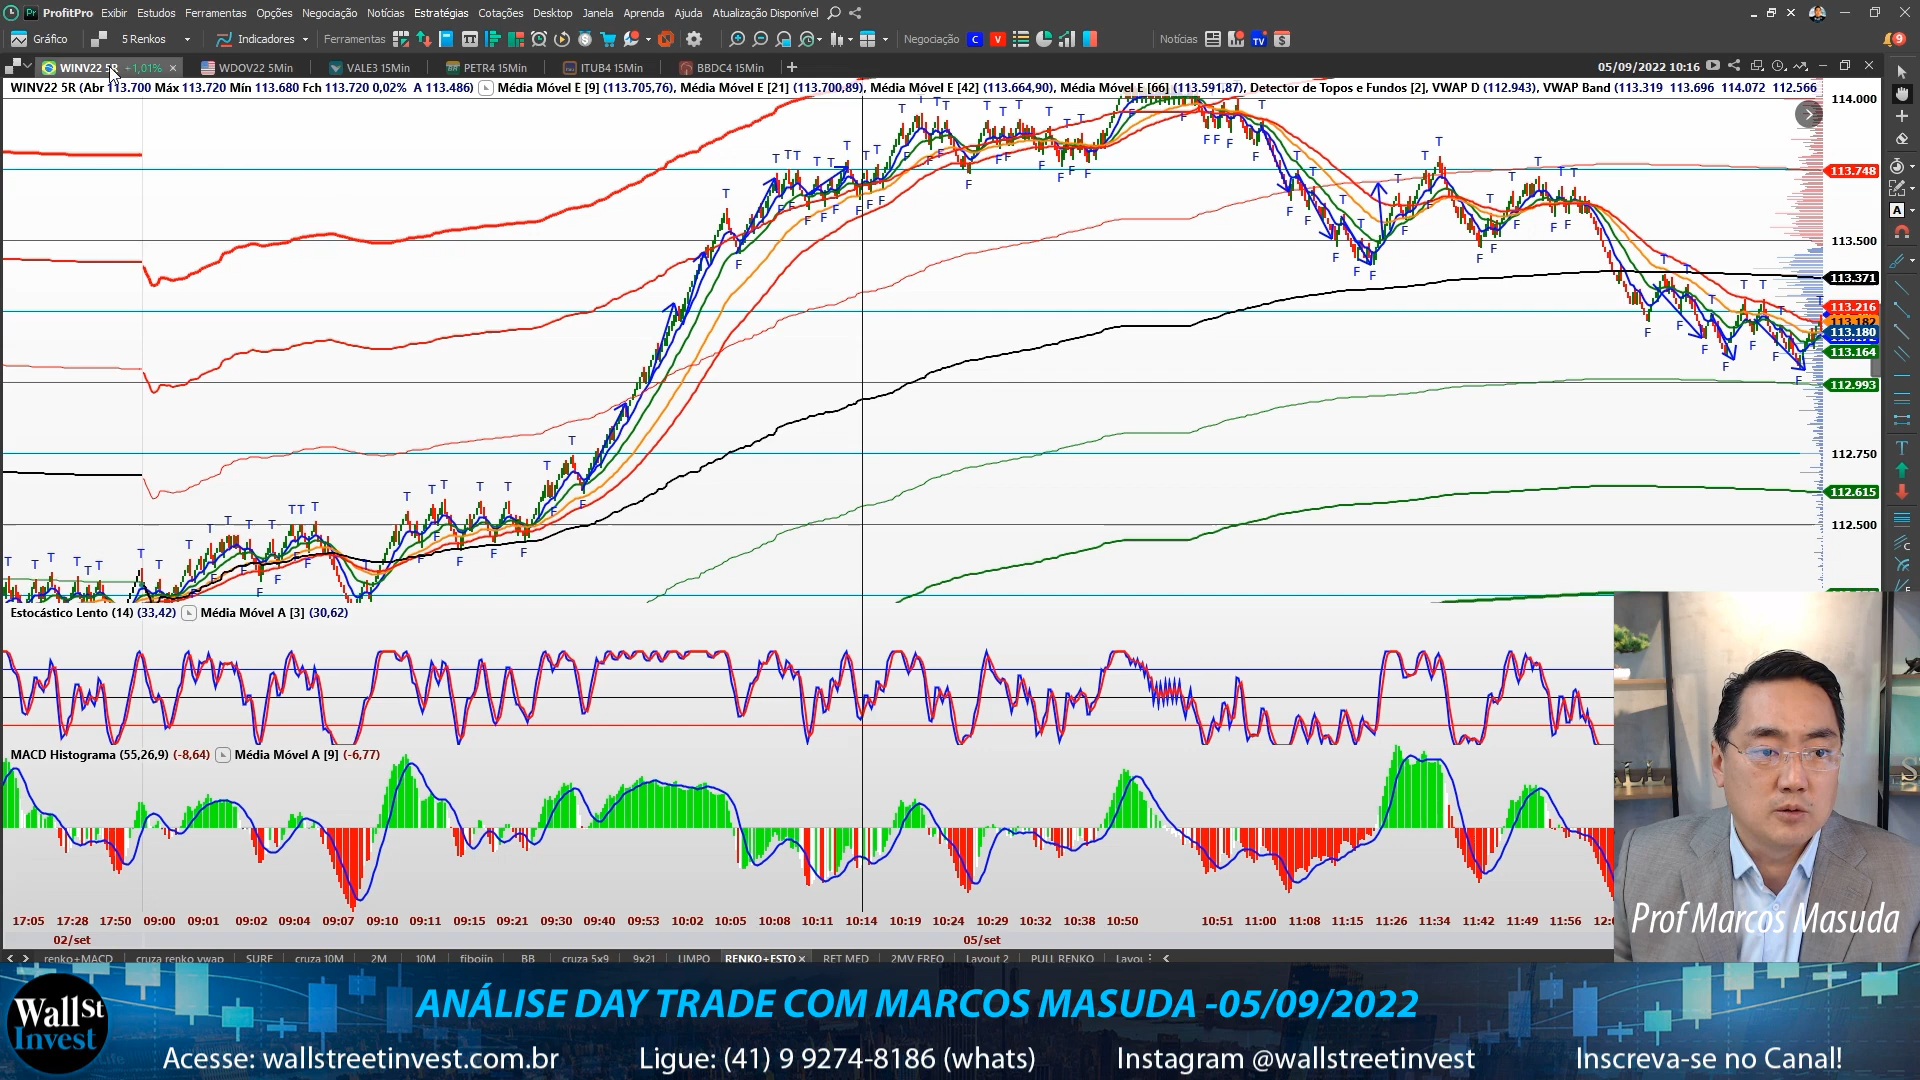 ProfitPro Exibir Estudos Ferramentas Opções Negociação Notícias Estratégias Cotações Desktop Janela Aprenda Ajuda Atualização Disponível
Gráfico 5 Renkos Indicadores Ferramentas Negociação C V Notícias TV 9
WINV22 5R +1,01% WDOV22 5Min VALE3 15Min PETR4 15Min ITUB4 15Min BBDC4 15Min 05/09/2022 10:16
WINV22 5R (Abr 113.700 Máx 113.720 Mín 113.680 Fch 113.720 0,02% A 113.486) Média Móvel E [9] (113.705,76), Média Móvel E [21] (113.700,89), Média Móvel E [42] (113.664,90), Média Móvel E [66] (113.591,87), Detector de Topos e Fundos [2], VWAP D (112.943), VWAP Band (113.319 113.696 114.072 112.566
114.000
113.748
113.500
113.371
113.216
113.182
113.180
113.164
112.993
112.750
112.615
112.500
Estocástico Lento (14) (33,42) Média Móvel A [3] (30,62)
MACD Histograma (55,26,9) (-8,64) Média Móvel A [9] (-6,77)
17:05 17:28 17:50 09:00 09:01 09:02 09:04 09:07 09:10 09:11 09:15 09:21 09:30 09:40 09:53 10:02 10:05 10:08 10:11 10:14 10:19 10:24 10:29 10:32 10:38 10:50 10:51 11:00 11:08 11:15 11:26 11:34 11:42 11:49 11:56
02/set 05/set
Prof Marcos Masuda
renko+MACD cruza renko vwap SURF cruza 10M 2M 10M fibojn BB cruza 5x9 9x21 LIMPO RENKO+ESTO RET MED 2MV FREQ Layout 2 PULL RENKO Layou
ANÁLISE DAY TRADE COM MARCOS MASUDA -05/09/2022
Wall St
Invest
Acesse: wallstreetinvest.com.br Ligue: (41) 9 9274-8186 (whats) Instagram @wallstreetinvest Inscreva-se no Canal!